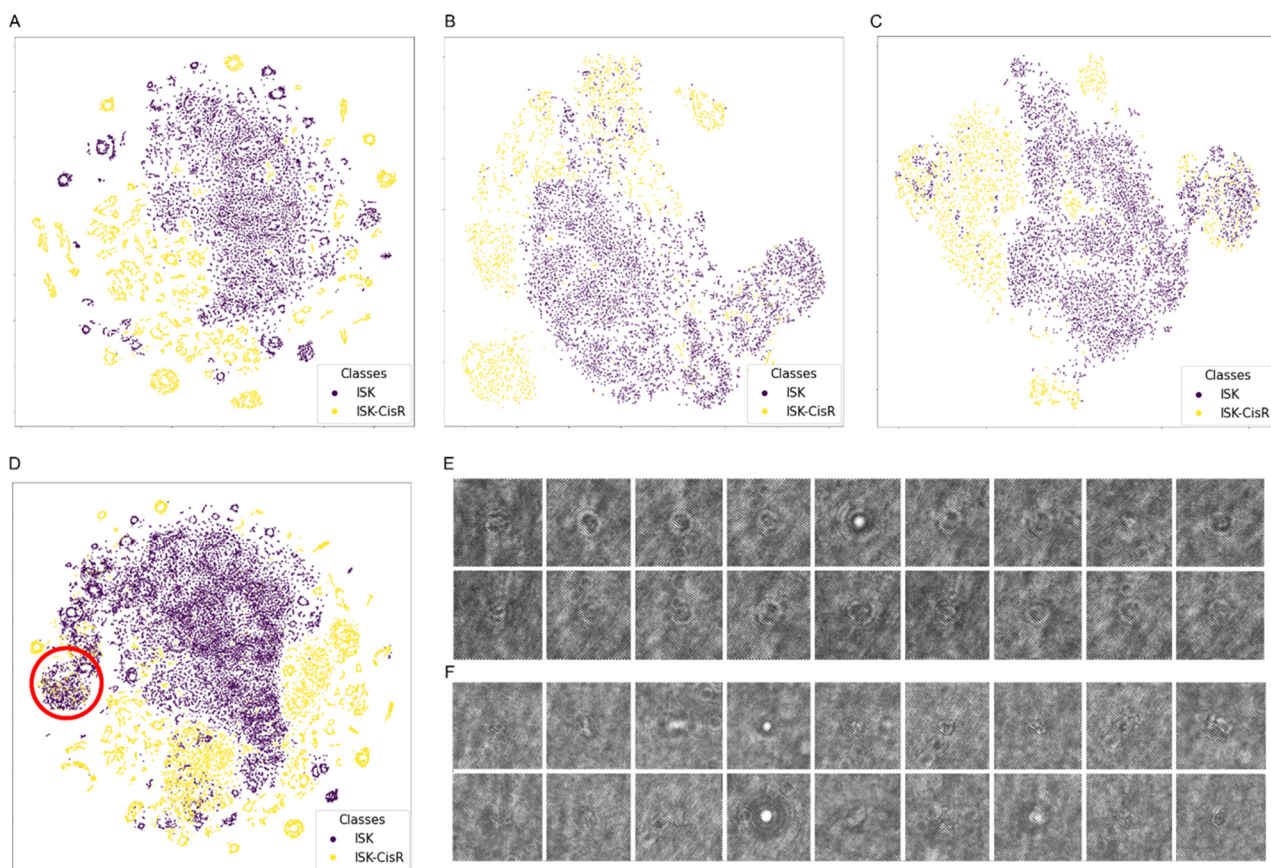 A
B
C
Classes
ISK
ISK-CisR
Classes
ISK
ISK-CisR
Classes
ISK
ISK-CisR
D
E
F
Classes
ISK
ISK-CisR